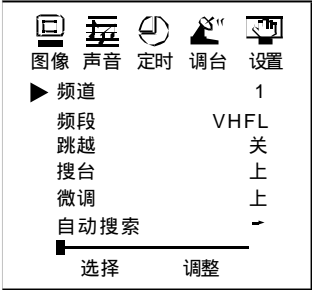 图像 声音 定时 调台 设置
频道 1
频段 VHFL
跳越 关
搜台 上
微调 上
自动搜索
选择 调整